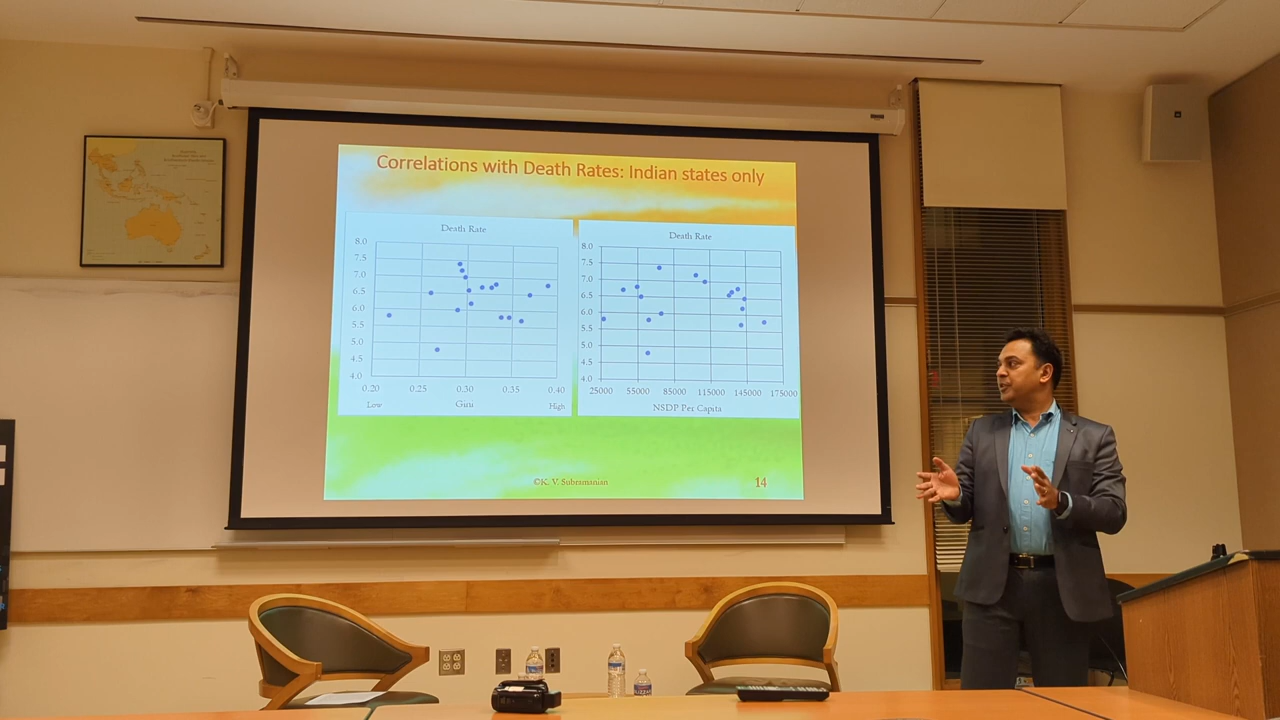 Correlations with Death Rates: Indian states only
Death Rate
8.0
7.5
7.0
6.5
6.0
5.5
5.0
4.5
4.0
0.20 0.25 0.30 0.35 0.40
Low Gini High
Death Rate
8.0
7.5
7.0
6.5
6.0
5.5
5.0
4.5
4.0
25000 55000 85000 115000 145000 175000
NSDP Per Capita
©K. V. Subramanian 14